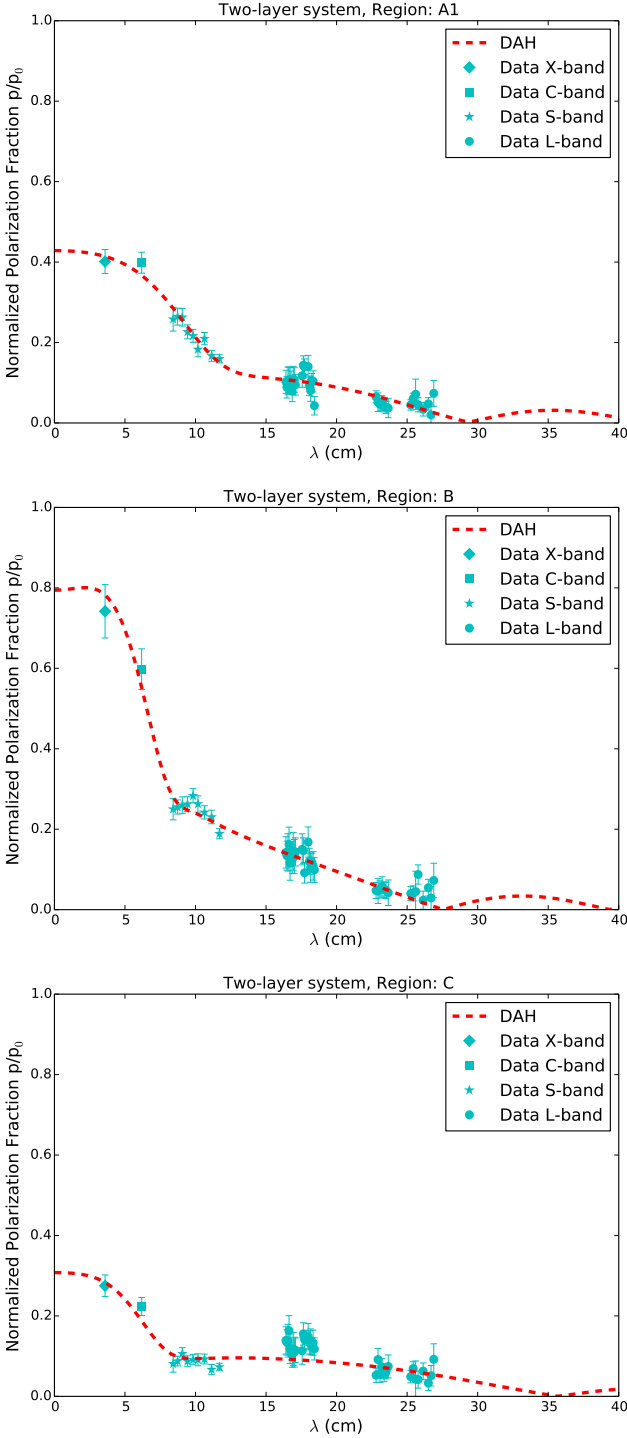 Two-layer system, Region: A1
Normalized Polarization Fraction p/p0
1.0
0.8
0.6
0.4
0.2
0.0
DAH
Data X-band
Data C-band
Data S-band
Data L-band
0 5 10 15 20 25 30 35 40
λ (cm)
Two-layer system, Region: B
Normalized Polarization Fraction p/p0
1.0
0.8
0.6
0.4
0.2
0.0
DAH
Data X-band
Data C-band
Data S-band
Data L-band
0 5 10 15 20 25 30 35 40
λ (cm)
Two-layer system, Region: C
Normalized Polarization Fraction p/p0
1.0
0.8
0.6
0.4
0.2
0.0
DAH
Data X-band
Data C-band
Data S-band
Data L-band
0 5 10 15 20 25 30 35 40
λ (cm)